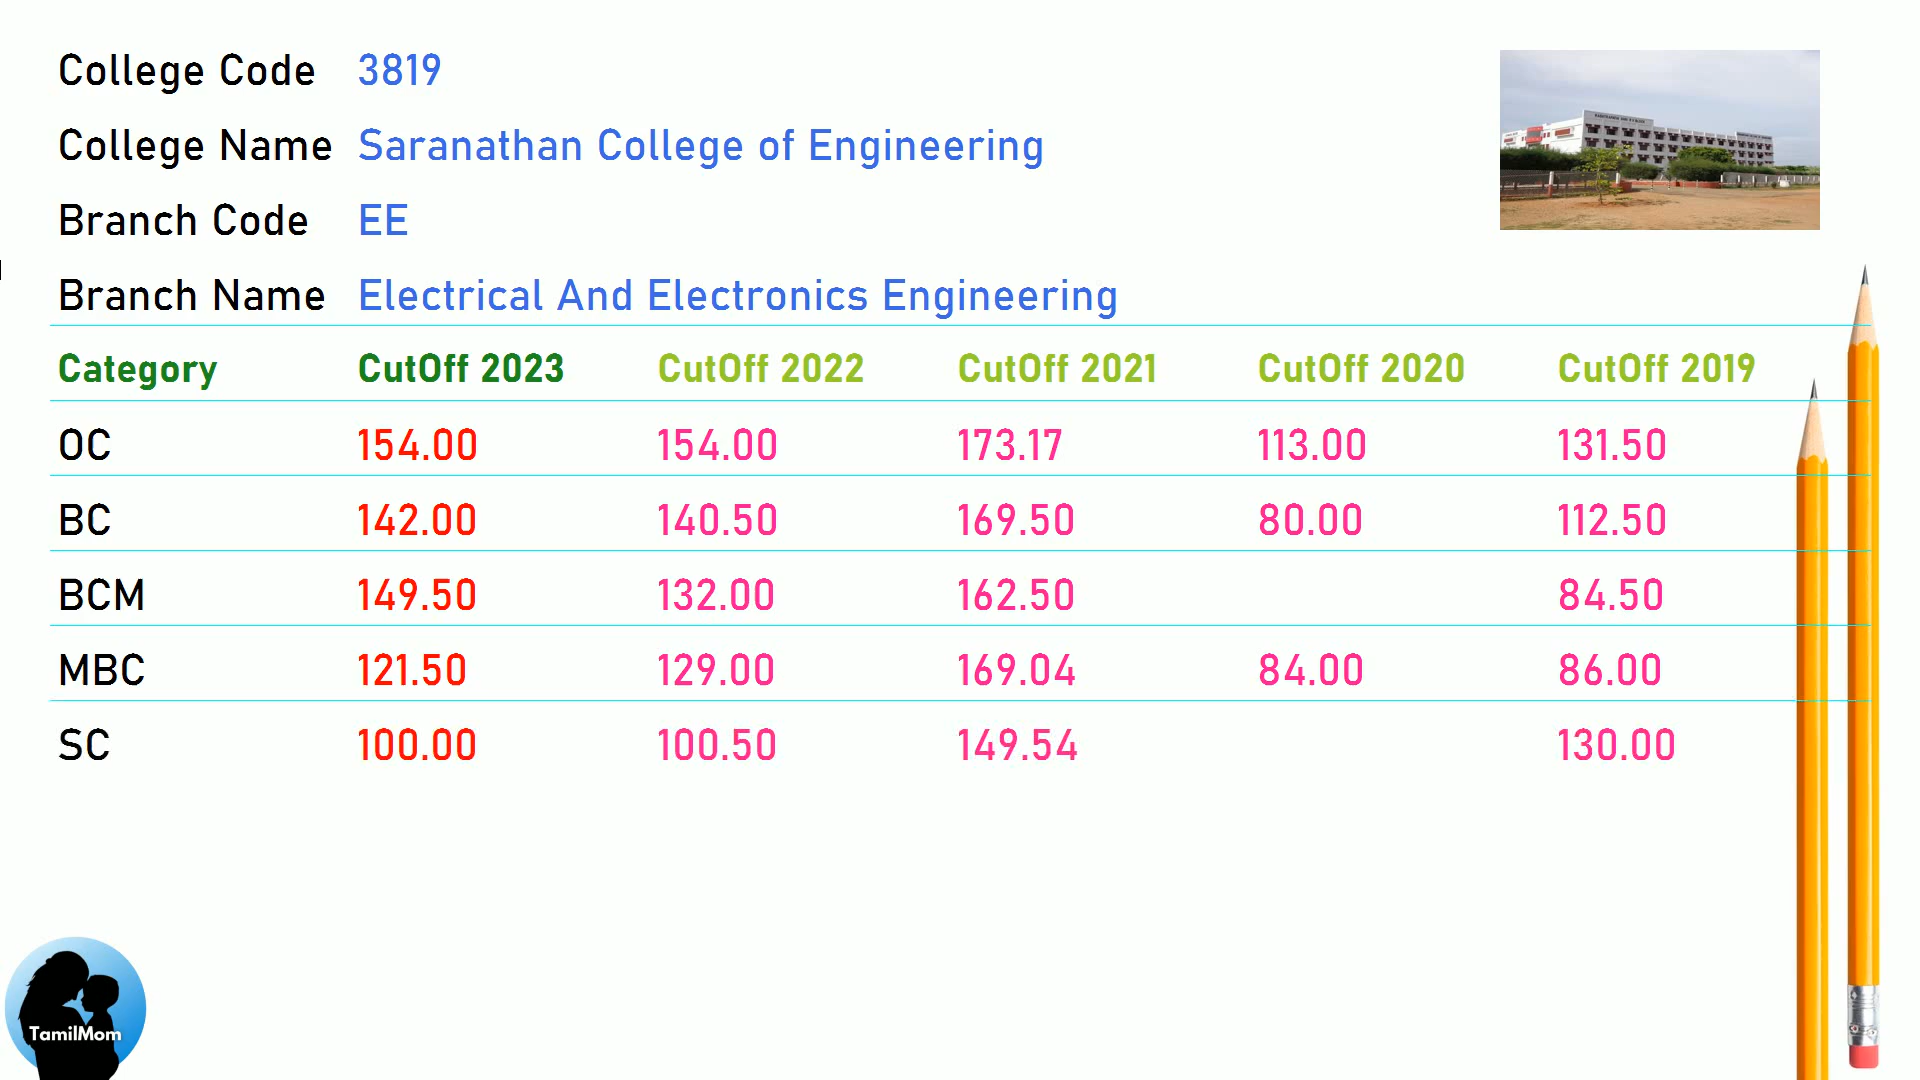 College Code 3819
College Name Saranathan College of Engineering
Branch Code EE
Branch Name Electrical And Electronics Engineering
Category CutOff 2023 CutOff 2022 CutOff 2021 CutOff 2020 CutOff 2019
OC 154.00 154.00 173.17 113.00 131.50
BC 142.00 140.50 169.50 80.00 112.50
BCM 149.50 132.00 162.50 84.50
MBC 121.50 129.00 169.04 84.00 86.00
SC 100.00 100.50 149.54 130.00
TamilMom